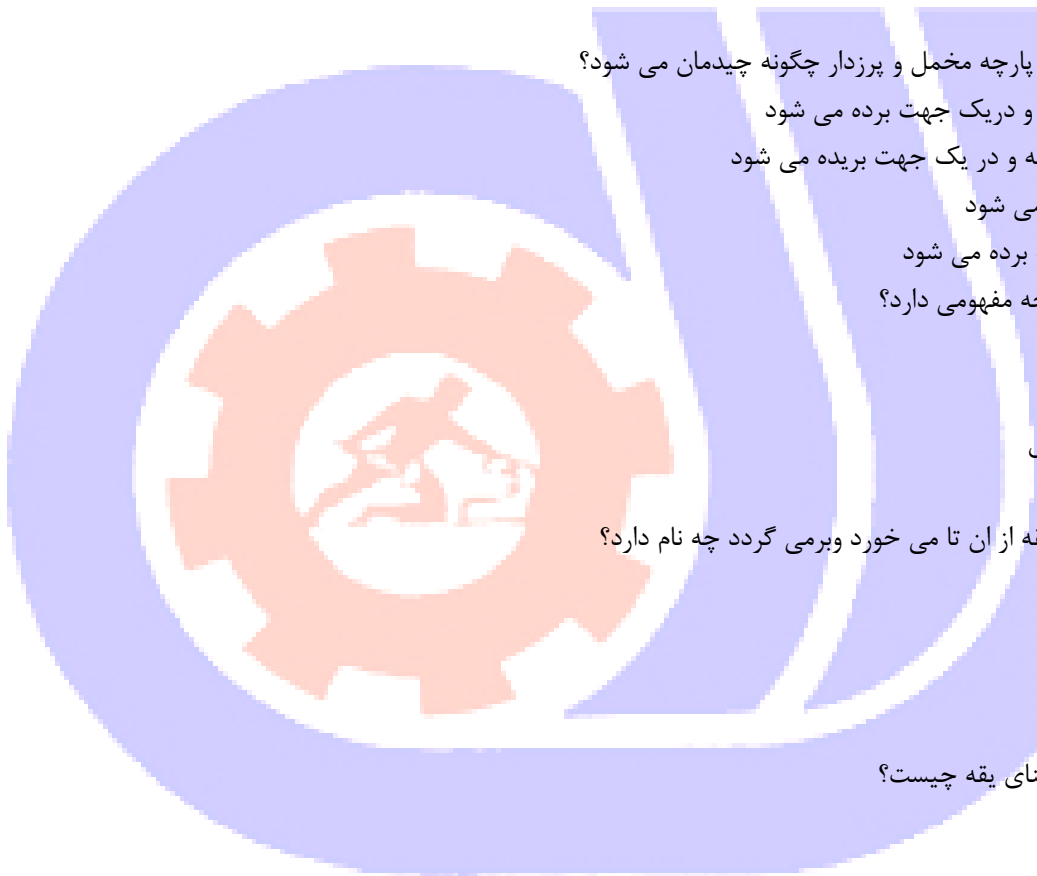 پارچه مخمل و پرزدار چگونه چیدمان می شود؟
و دریک جهت برده می شود
ه و در یک جهت بریده می شود
می شود
برده می شود
چه مفهومی دارد؟
قه از ان تا می خورد وبرمی گردد چه نام دارد؟
نای یقه چیست؟